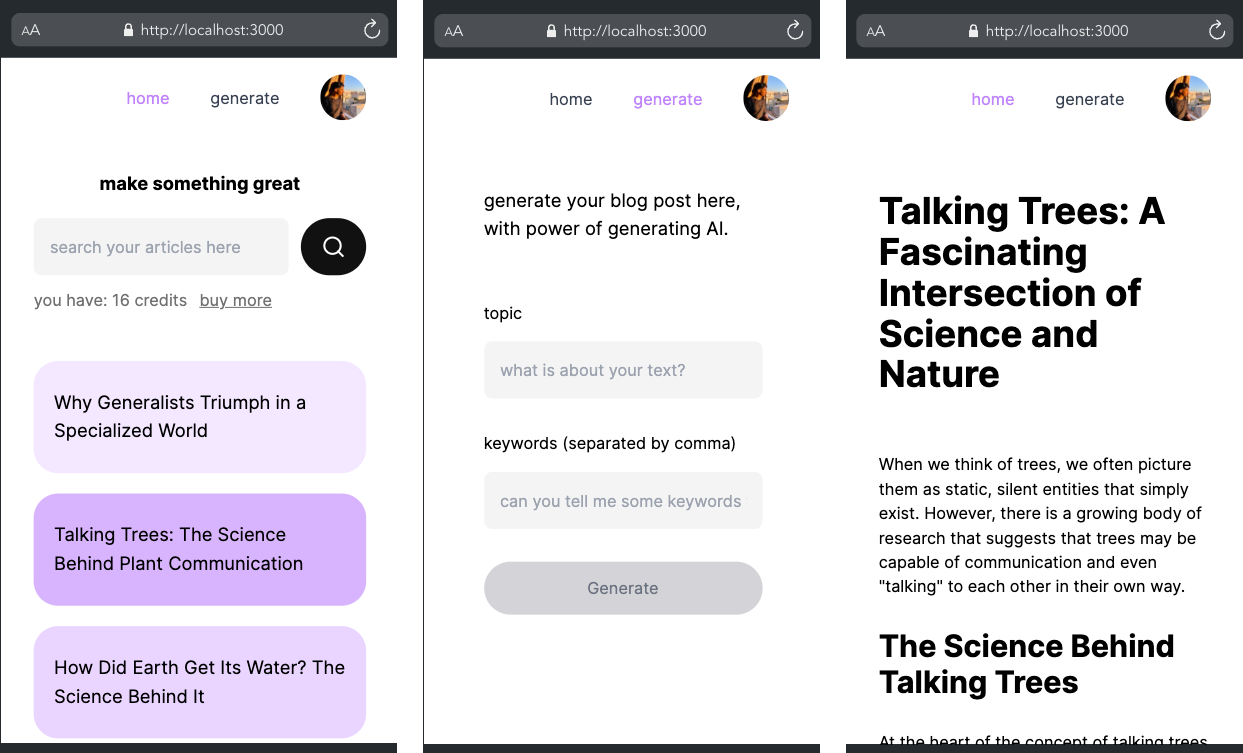 AA http://localhost:3000
home generate
make something great
search your articles here
you have: 16 credits buy more
Why Generalists Triumph in a
Specialized World
Talking Trees: The Science
Behind Plant Communication
How Did Earth Get Its Water? The
Science Behind It
AA http://localhost:3000
home generate
generate your blog post here,
with power of generating AI.
topic
what is about your text?
keywords (separated by comma)
can you tell me some keywords
Generate
AA http://localhost:3000
home generate
Talking Trees: A
Fascinating
Intersection of
Science and
Nature
When we think of trees, we often picture
them as static, silent entities that simply
exist. However, there is a growing body of
research that suggests that trees may be
capable of communication and even
"talking" to each other in their own way.
The Science Behind
Talking Trees
At the heart of the concept of talking trees